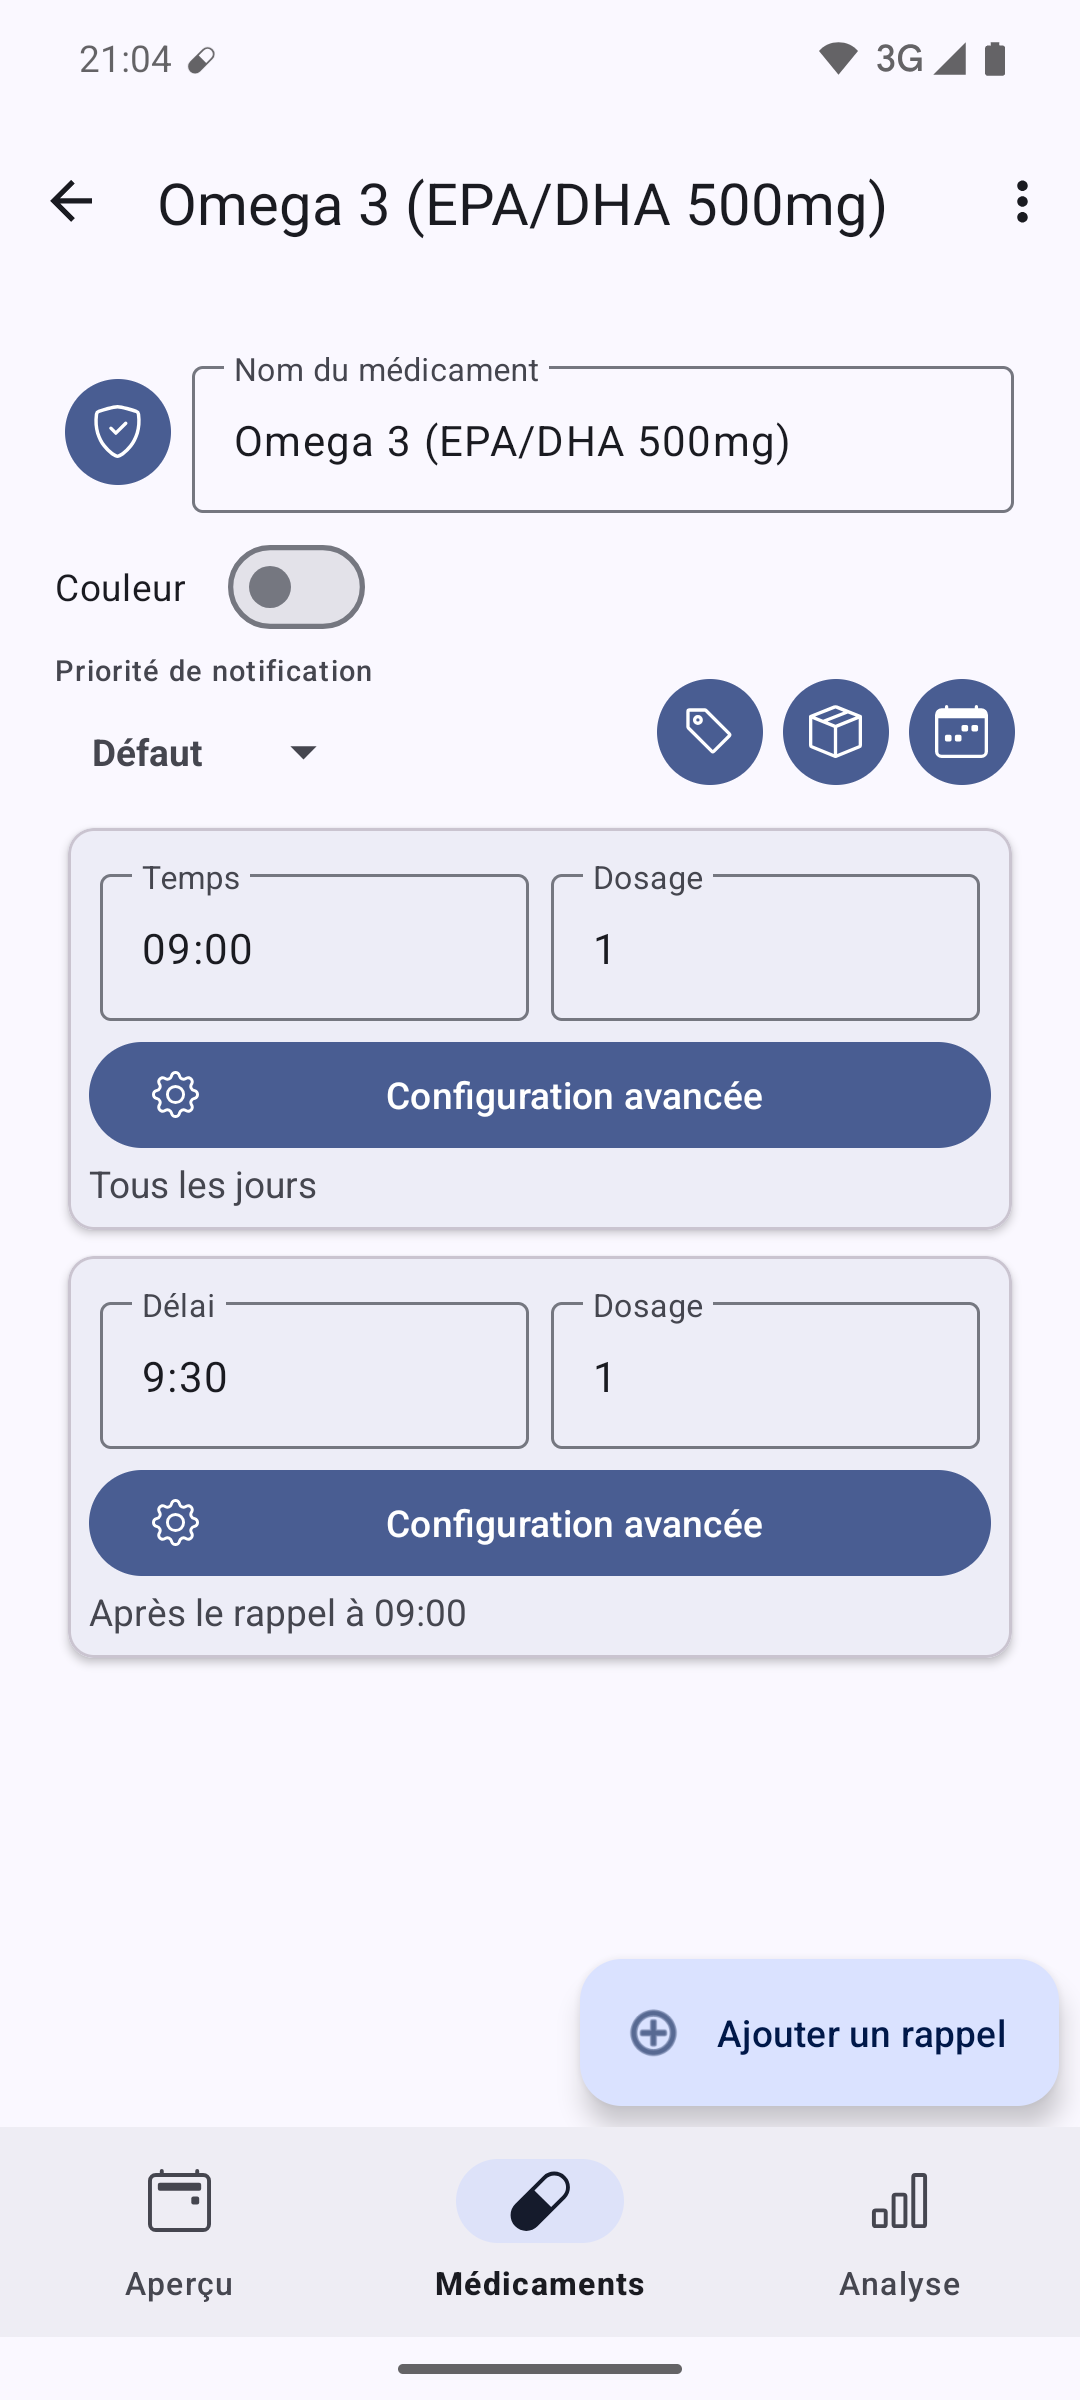 21:04
3G
Omega 3 (EPA/DHA 500mg)
Nom du médicament
Omega 3 (EPA/DHA 500mg)
Couleur
Priorité de notification
Défaut
Temps
09:00
Dosage
1
Configuration avancée
Tous les jours
Délai
9:30
Dosage
1
Configuration avancée
Après le rappel à 09:00
Ajouter un rappel
Aperçu
Médicaments
Analyse